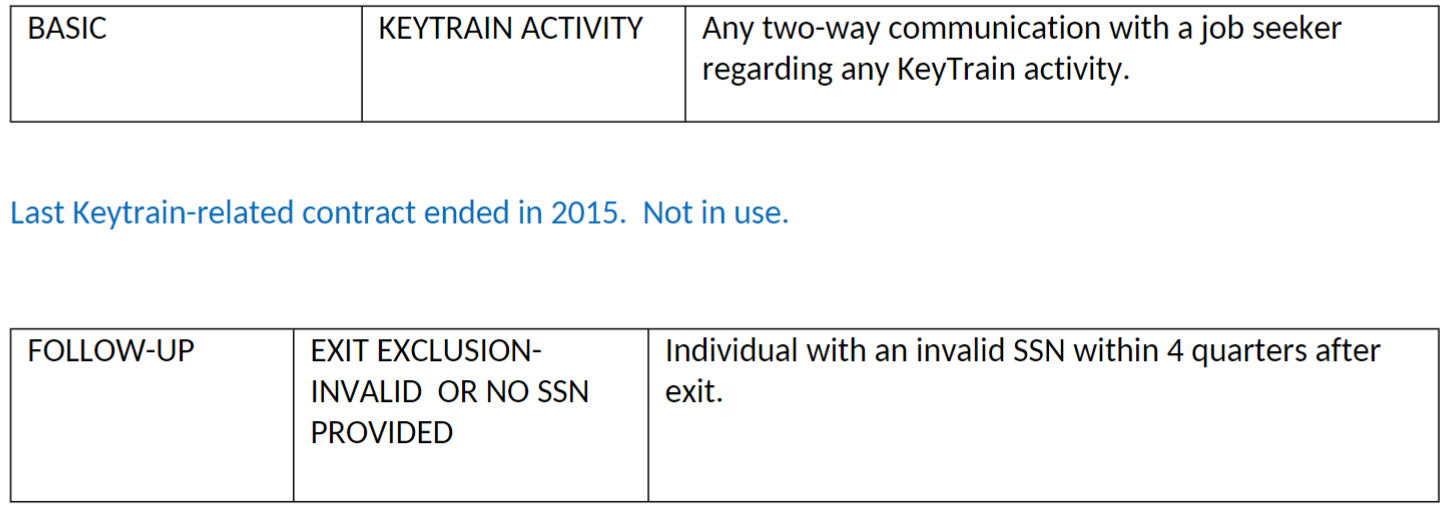 BASIC
KEYTRAIN ACTIVITY
Any two-way communication with a job seeker
regarding any KeyTrain activity.
Last Keytrain-related contract ended in 2015.  Not in use.
FOLLOW-UP
EXIT EXCLUSION-
INVALID  OR NO SSN
PROVIDED
Individual with an invalid SSN within 4 quarters after
exit.